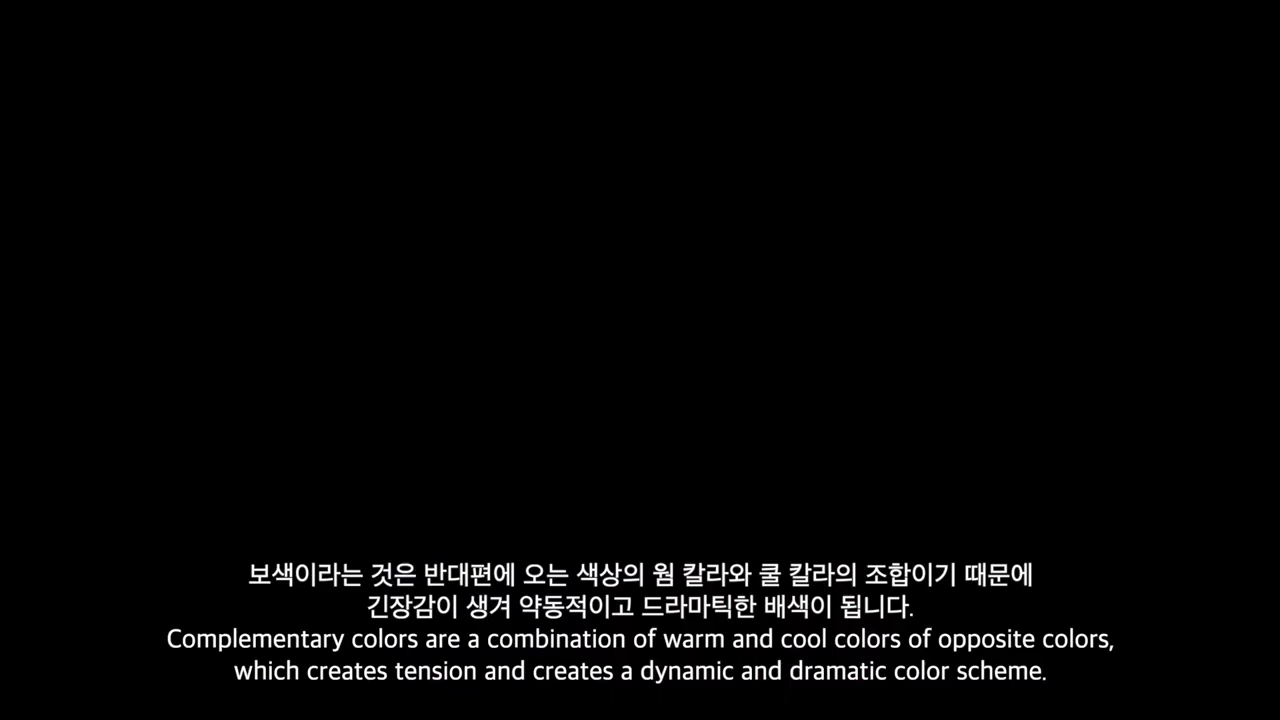 보색이라는 것은 반대편에 오는 색상의 웜 칼라와 쿨 칼라의 조합이기 때문에
긴장감이 생겨 약동적이고 드라마틱한 배색이 됩니다.
Complementary colors are a combination of warm and cool colors of opposite colors,
which creates tension and creates a dynamic and dramatic color scheme.